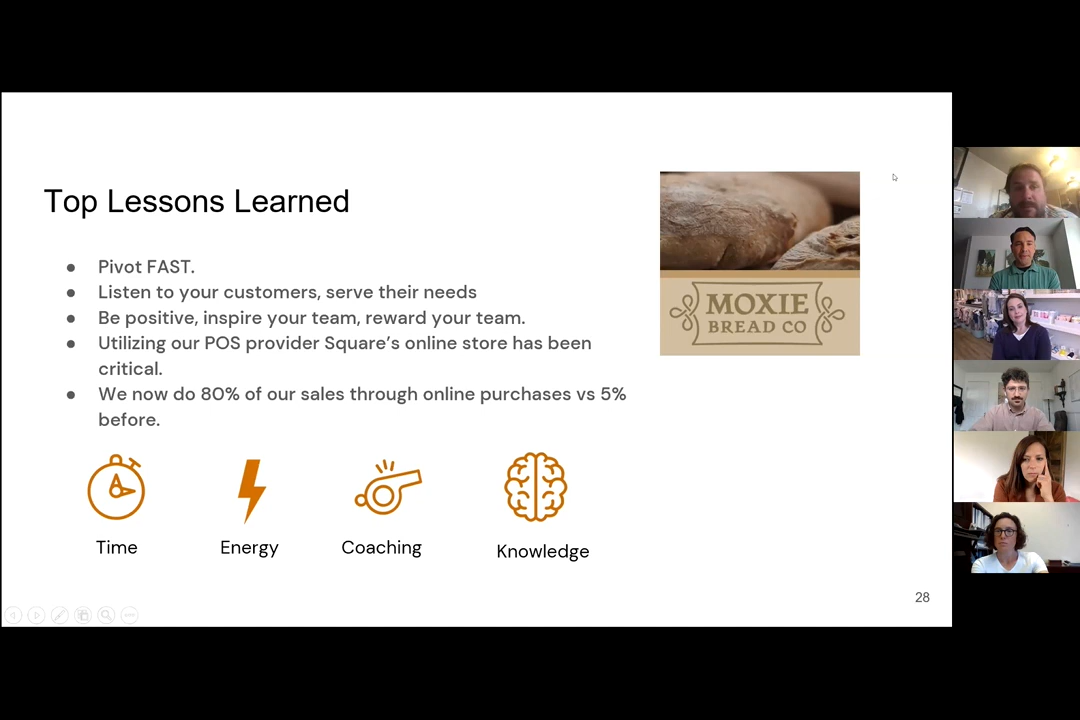 Top Lessons Learned
● Pivot FAST.
● Listen to your customers, serve their needs
● Be positive, inspire your team, reward your team.
● Utilizing our POS provider Square’s online store has been
critical.
● We now do 80% of our sales through online purchases vs 5%
before.
MOXIE
BREAD CO
Time
Energy
Coaching
Knowledge
28